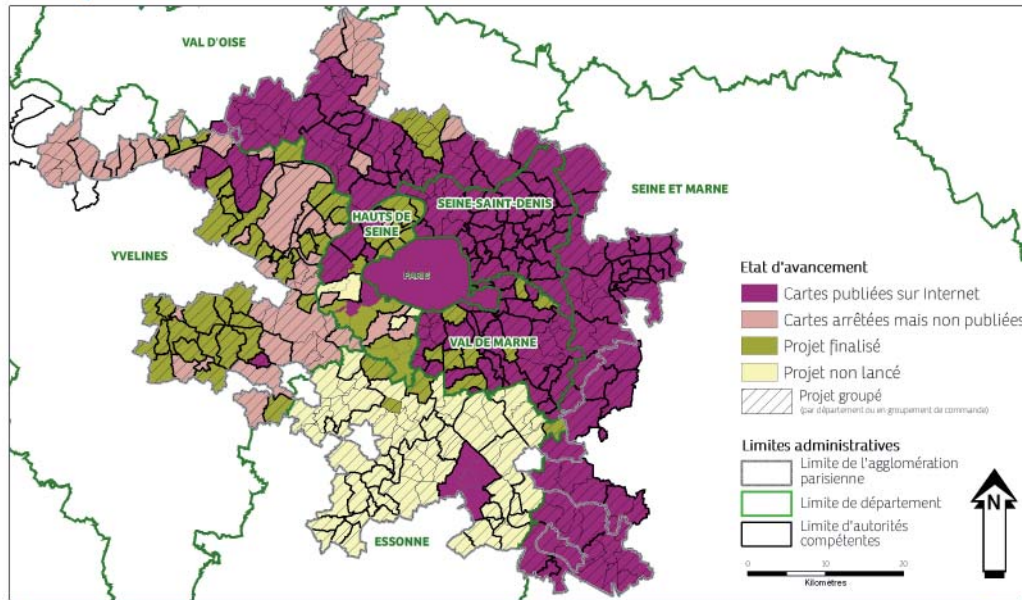 VAL D'OISE
SEINE ET MARNE
SEINE-SAINT-DENIS
HAUTS DE
SEINE
YVELINES
PARIS
VAL DE MARNE
ESSONNE
Etat d'avancement
Cartes publiées sur Internet
Cartes arrêtées mais non publiées
Projet finalisé
Projet non lancé
Projet groupé
(par département ou en groupement de commande)
Limites administratives
Limite de l'agglomération
parisienne
Limite de département
Limite d'autorités
compétentes
N
0 10 20
Kilomètres